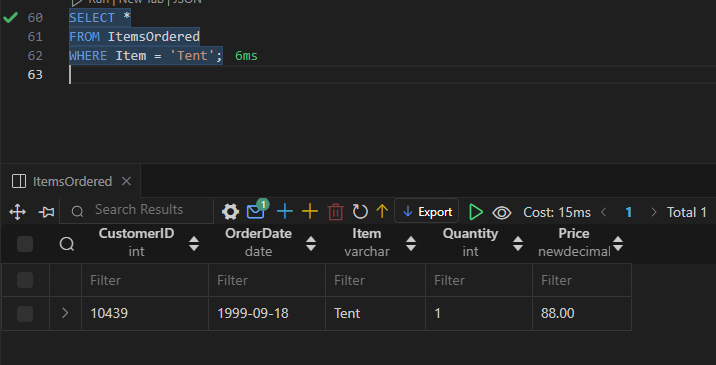 Run | New Tab | JSON
60 SELECT *
61 FROM ItemsOrdered
62 WHERE Item = 'Tent'; 6ms
63
ItemsOrdered
Search Results 1 Export Cost: 15ms 1 Total 1
CustomerID OrderDate Item Quantity Price
int date varchar int newdecimal
Filter Filter Filter Filter Filter
10439 1999-09-18 Tent 1 88.00